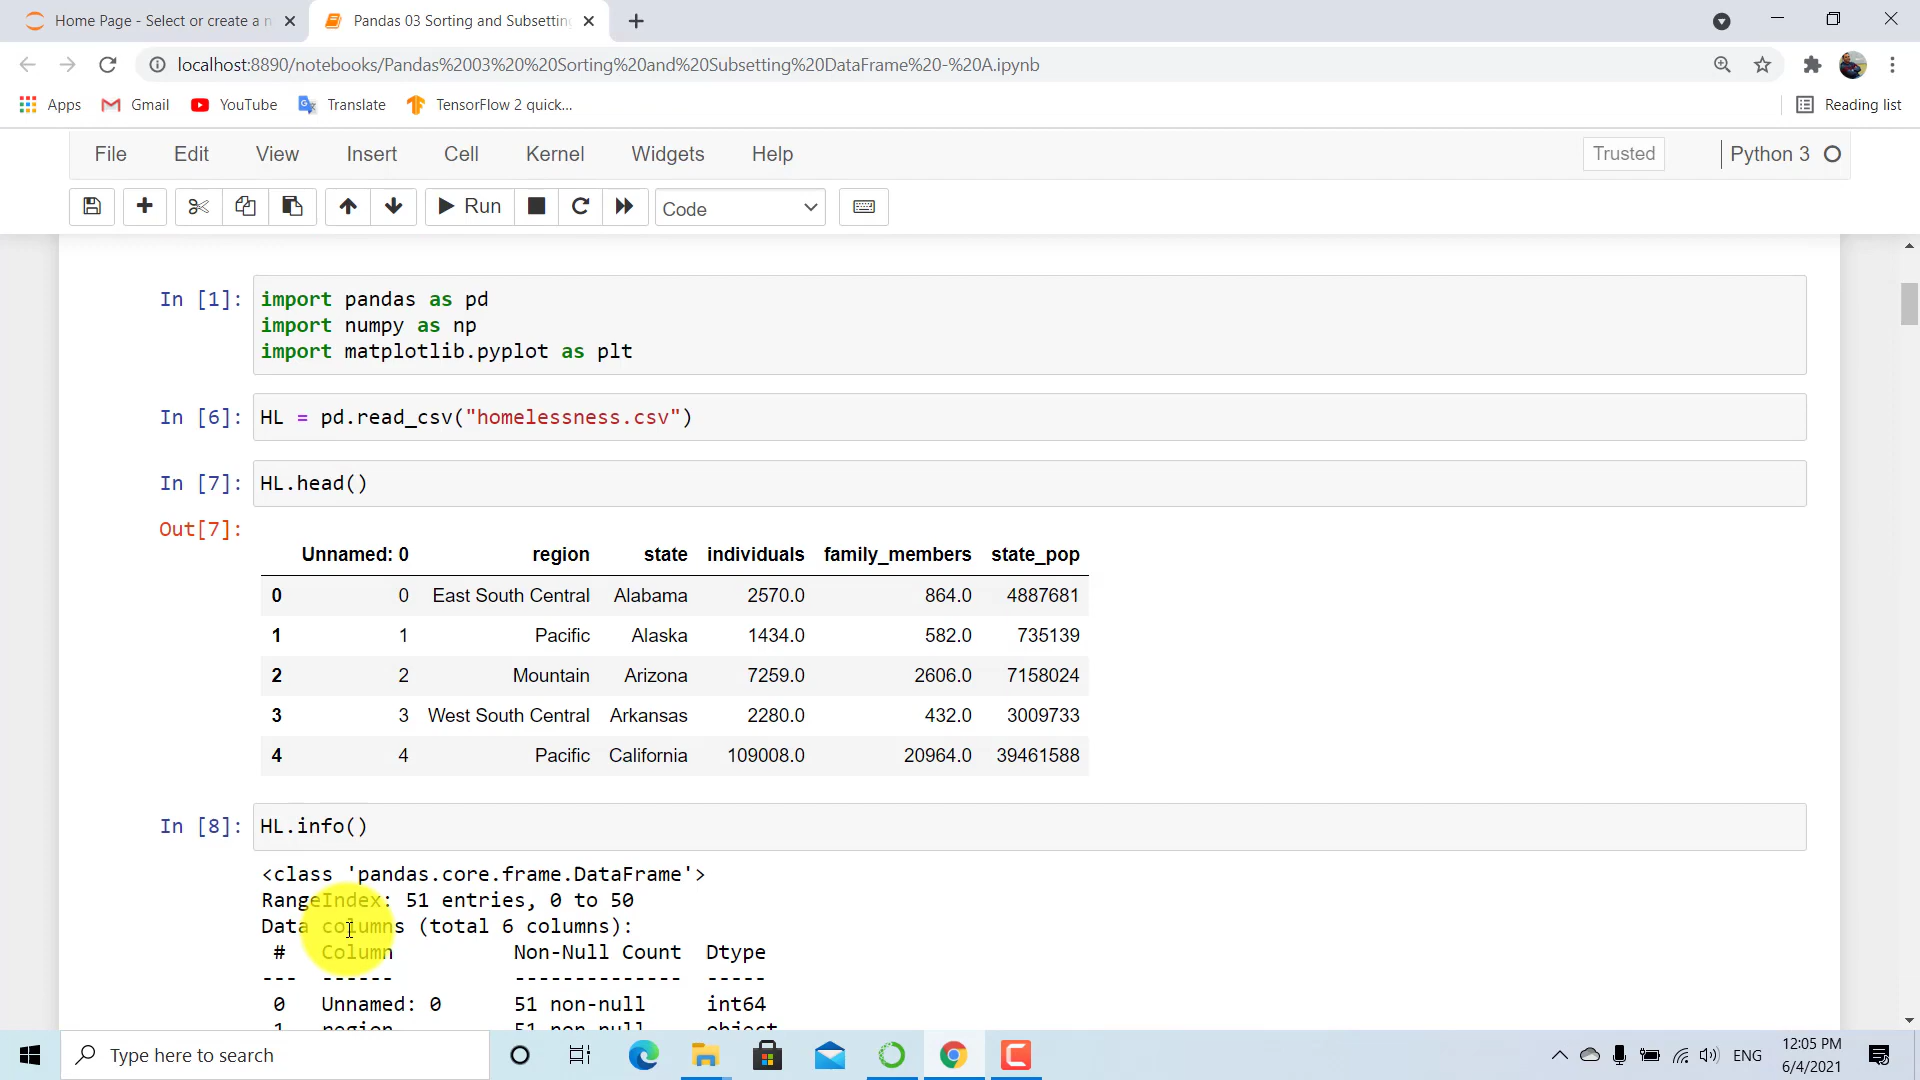 Home Page - Select or create a n
Pandas 03 Sorting and Subsetting
localhost:8890/notebooks/Pandas%2003%20%20Sorting%20and%20Subsetting%20DataFrame%20-%20A.ipynb
Apps Gmail YouTube Translate TensorFlow 2 quick... Reading list
File Edit View Insert Cell Kernel Widgets Help Trusted Python 3
Run Code
In [1]: import pandas as pd
import numpy as np
import matplotlib.pyplot as plt
In [6]: HL = pd.read_csv("homelessness.csv")
In [7]: HL.head()
Out[7]:
Unnamed: 0 region state individuals family_members state_pop
0 0 East South Central Alabama 2570.0 864.0 4887681
1 1 Pacific Alaska 1434.0 582.0 735139
2 2 Mountain Arizona 7259.0 2606.0 7158024
3 3 West South Central Arkansas 2280.0 432.0 3009733
4 4 Pacific California 109008.0 20964.0 39461588
In [8]: HL.info()
<class 'pandas.core.frame.DataFrame'>
RangeIndex: 51 entries, 0 to 50
Data columns (total 6 columns):
# Column Non-Null Count Dtype
--- ------ -------------- -----
0 Unnamed: 0 51 non-null int64
1 region 51 non-null object
Type here to search
ENG
12:05 PM
6/4/2021